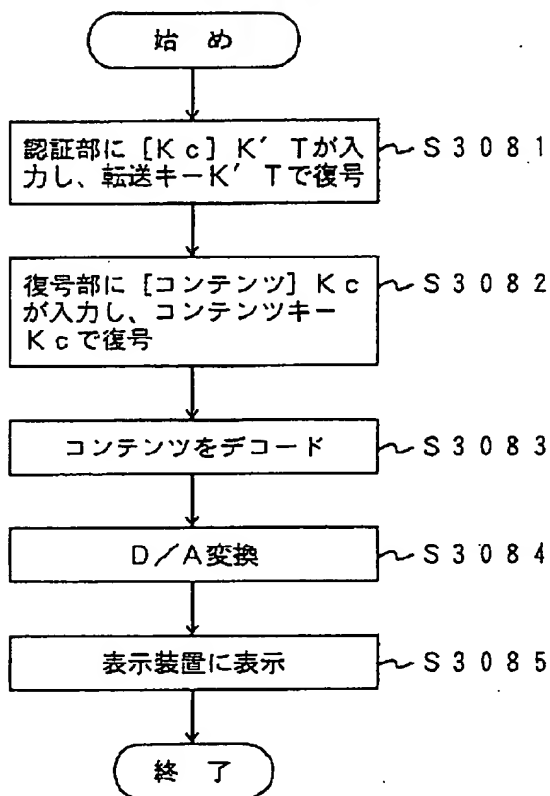 始 め
認証部に［Ｋｃ］Ｋ′Ｔが入
力し、転送キーＫ′Ｔで復号
Ｓ３０８１
復号部に［コンテンツ］Ｋｃ
が入力し、コンテンツキー
Ｋｃで復号
Ｓ３０８２
コンテンツをデコード
Ｓ３０８３
Ｄ／Ａ変換
Ｓ３０８４
表示装置に表示
Ｓ３０８５
終 了